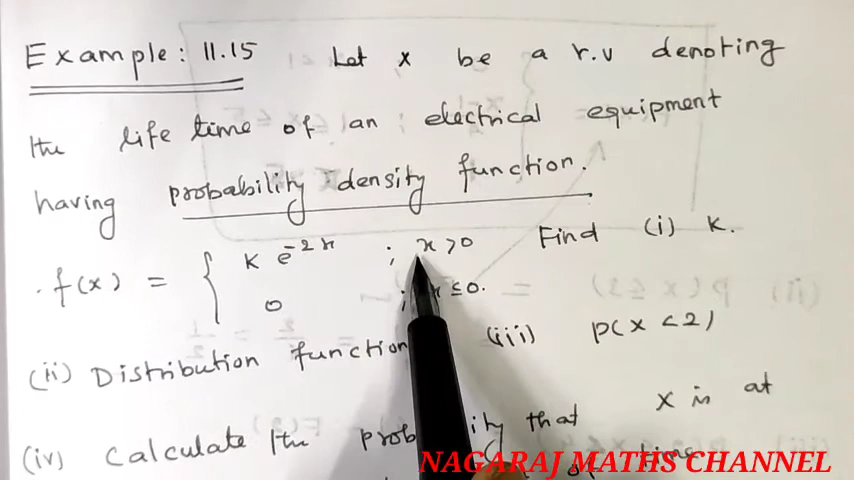 Example: 11.15 Let x be a r.v denoting
the life time of an electrical equipment
having probability density function.
f(x) = { k e^-2x ; x>0 Find (i) k.
0 ; x ≤0.
(ii) Distribution function (iii) P(X<2)
(iv) calculate the that X is at
NAGARAJ MATHS CHANNEL